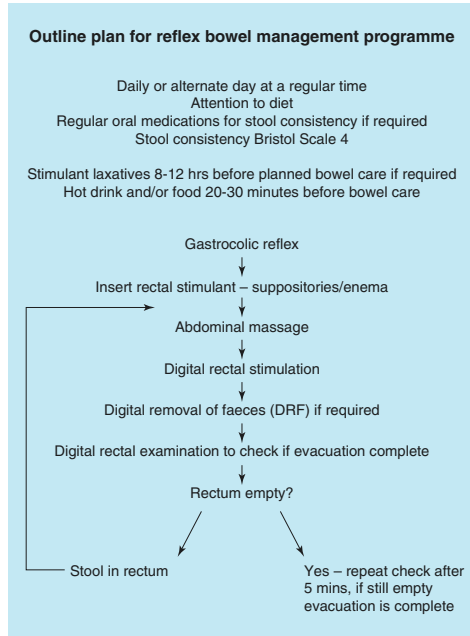 Outline plan for reflex bowel management programme
Daily or alternate day at a regular time
Attention to diet
Regular oral medications for stool consistency if required
Stool consistency Bristol Scale 4
Stimulant laxatives 8-12 hrs before planned bowel care if required
Hot drink and/or food 20-30 minutes before bowel care
Gastrocolic reflex
Insert rectal stimulant – suppositories/enema
Abdominal massage
Digital rectal stimulation
Digital removal of faeces (DRF) if required
Digital rectal examination to check if evacuation complete
Rectum empty?
Stool in rectum
Yes – repeat check after
5 mins, if still empty
evacuation is complete